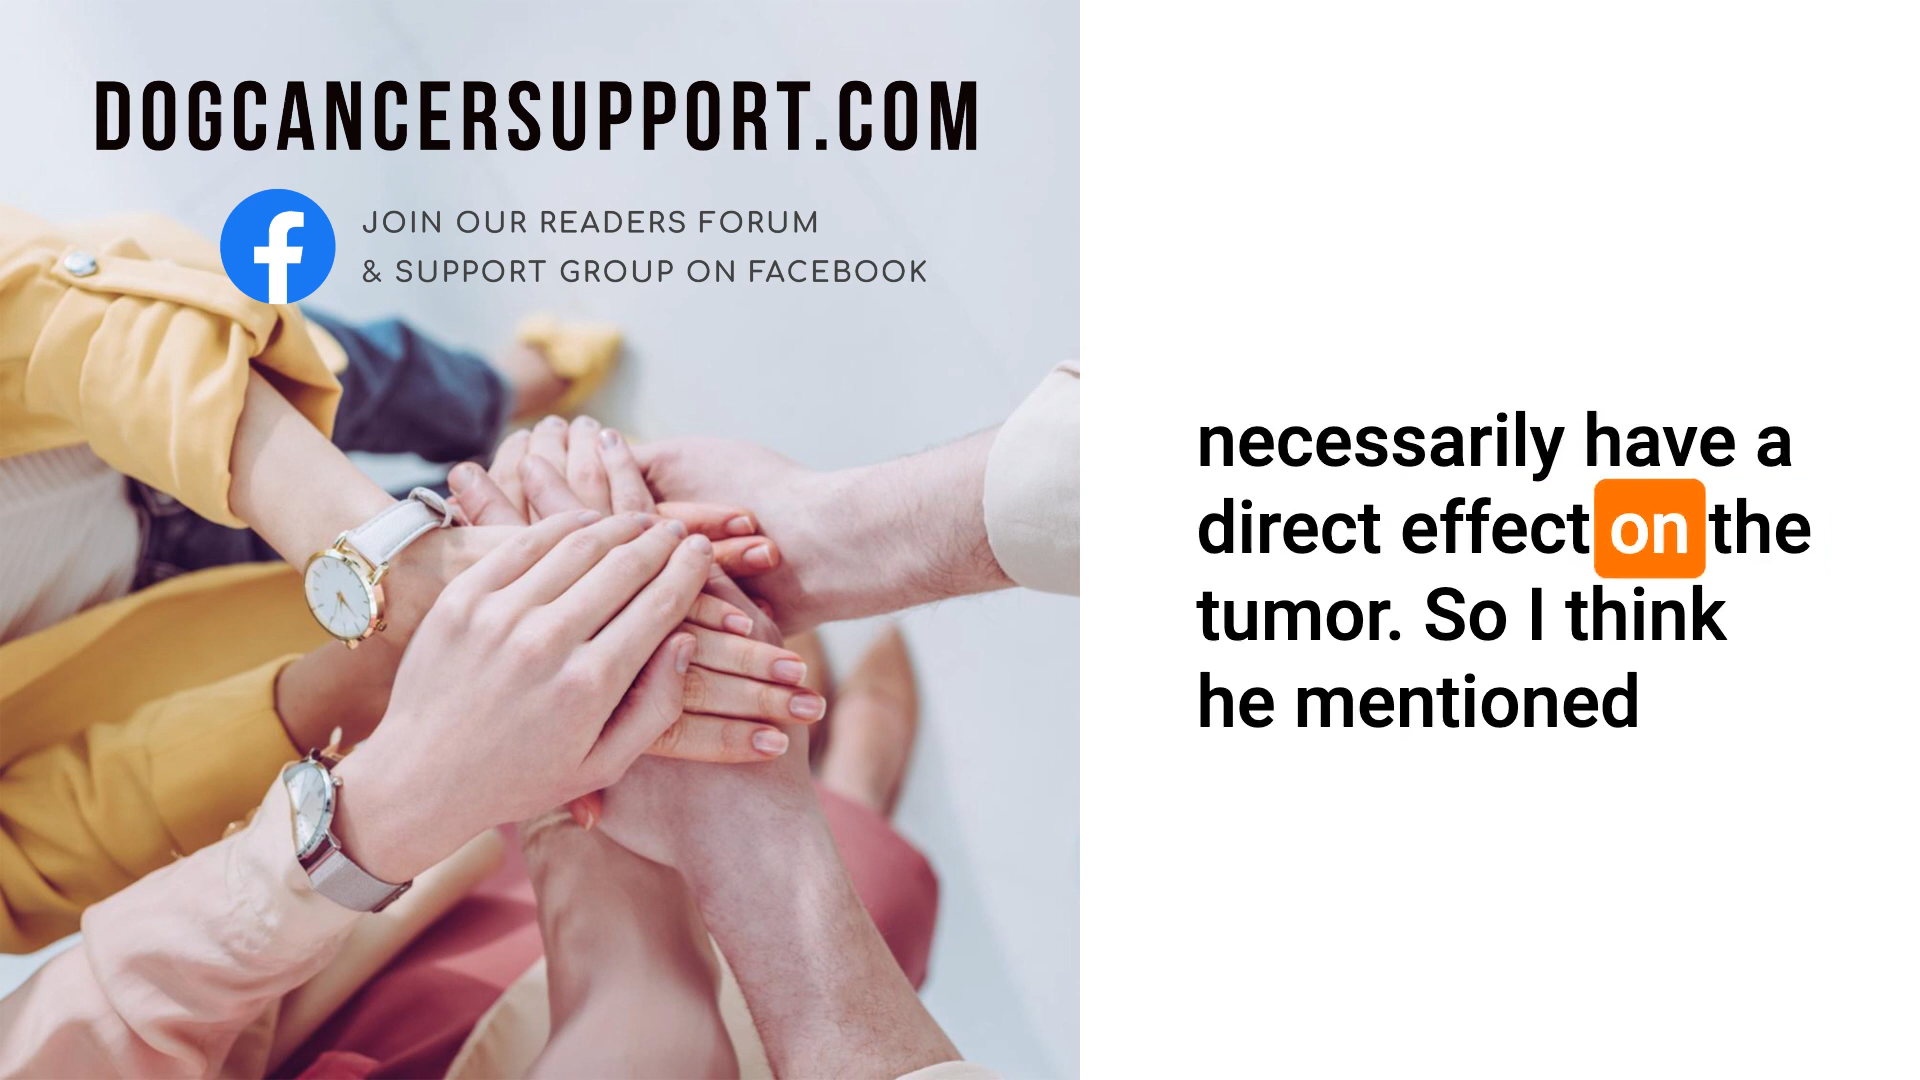 DOGCANCERSUPPORT.COM
JOIN OUR READERS FORUM
& SUPPORT GROUP ON FACEBOOK
necessarily have a
direct effect on the
tumor. So I think
he mentioned